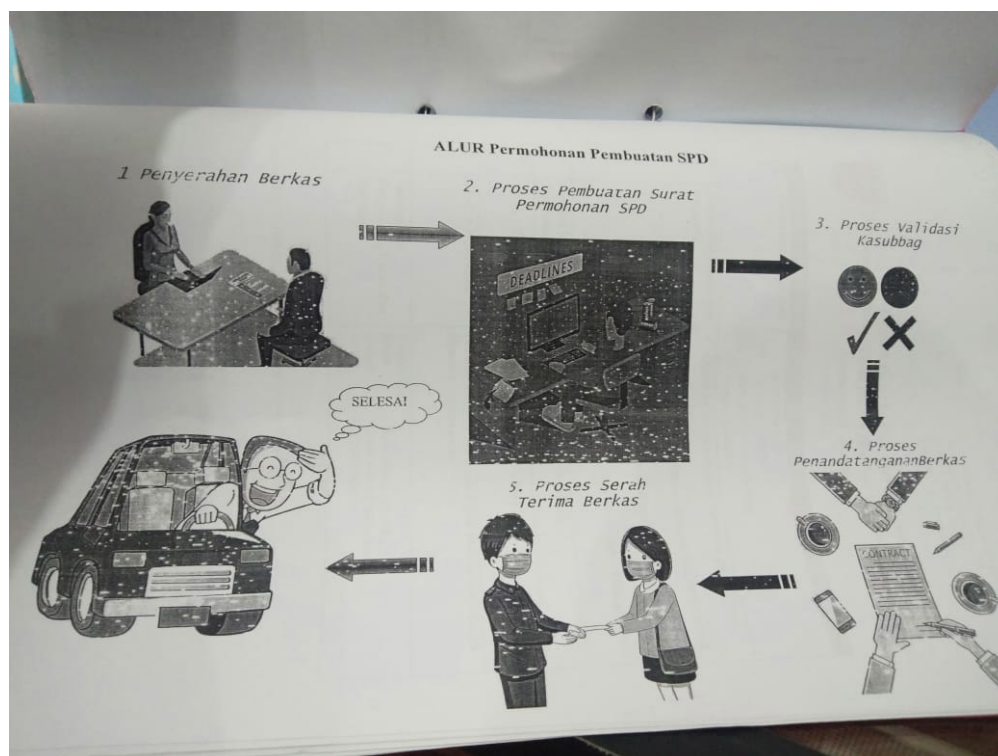 ALUR Permohonan Pembuatan SPD
1 Penyerahan Berkas
2. Proses Pembuatan Surat
Permohonan SPD
DEADLINES
3. Proses Validasi
Kasubbag
4. Proses
PenandatangananBerkas
CONTRACT
5. Proses Serah
Terima Berkas
SELESA!